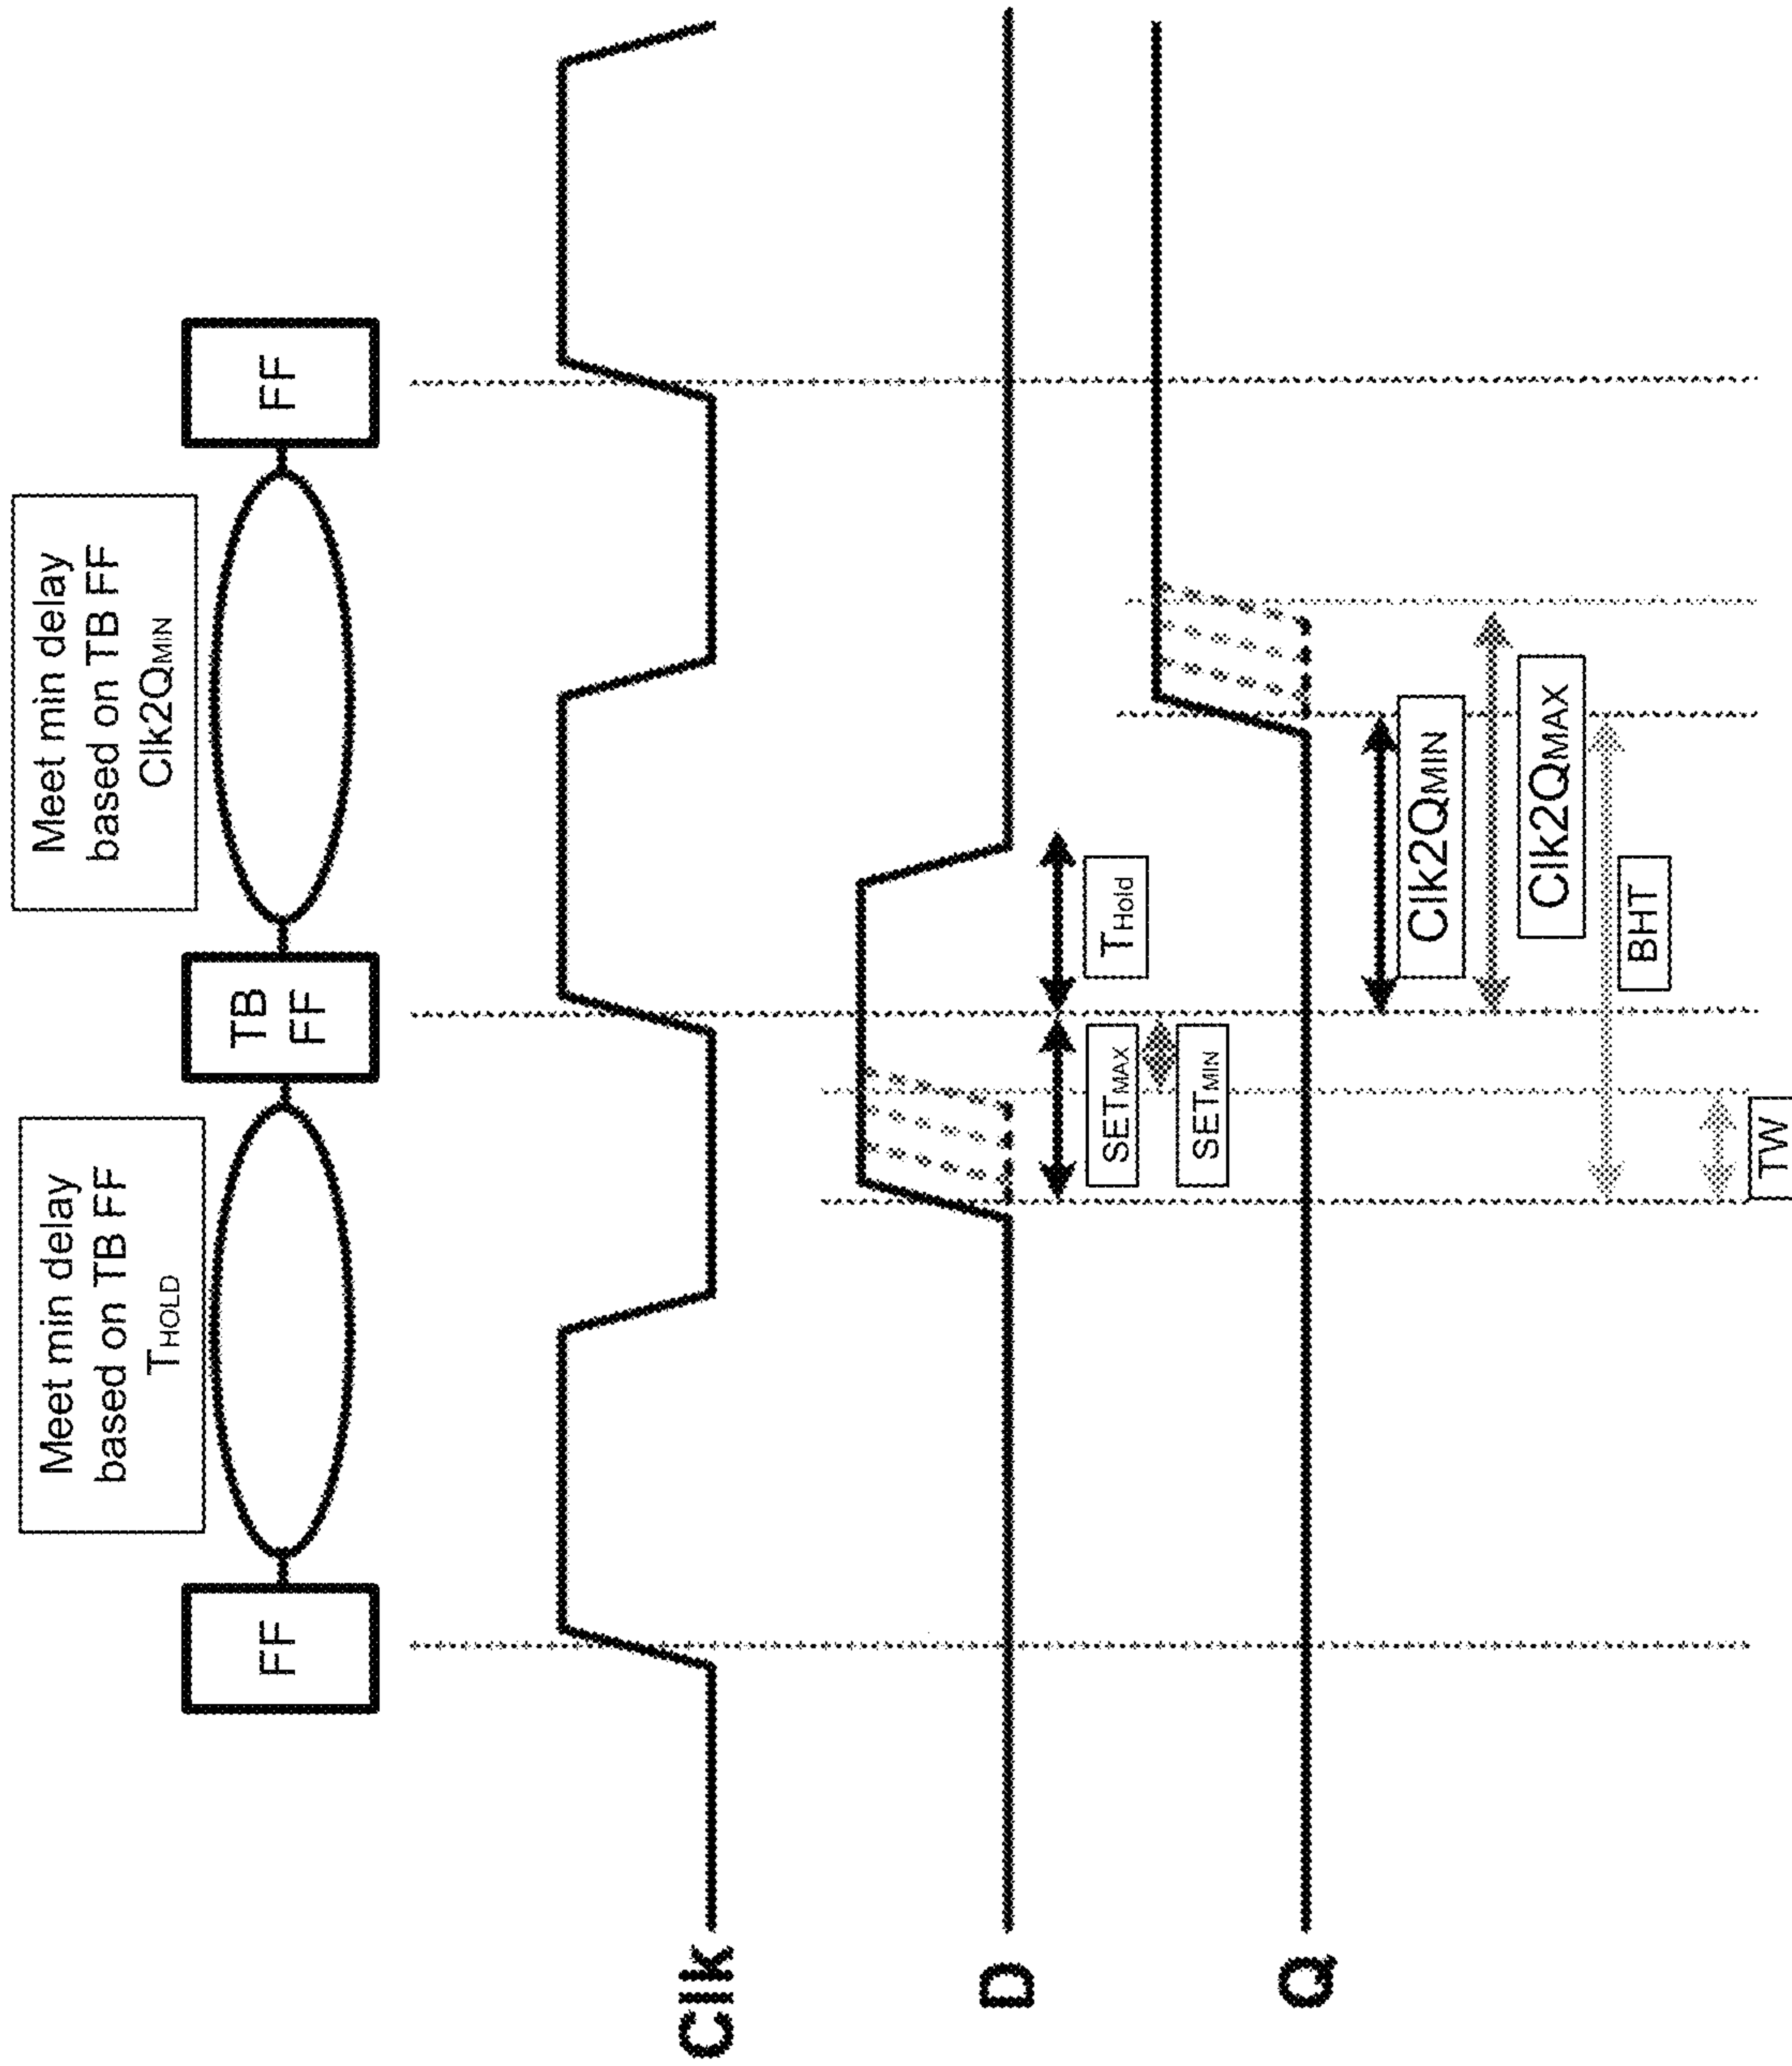 Meet min delay
based on TB FF
THOLD
Meet min delay
based on TB FF
Clk2QMIN
FF
TB
FF
FF
Clk
D
SETMAX
THold
SETMIN
Q
Clk2QMIN
Clk2QMAX
BHT
TW